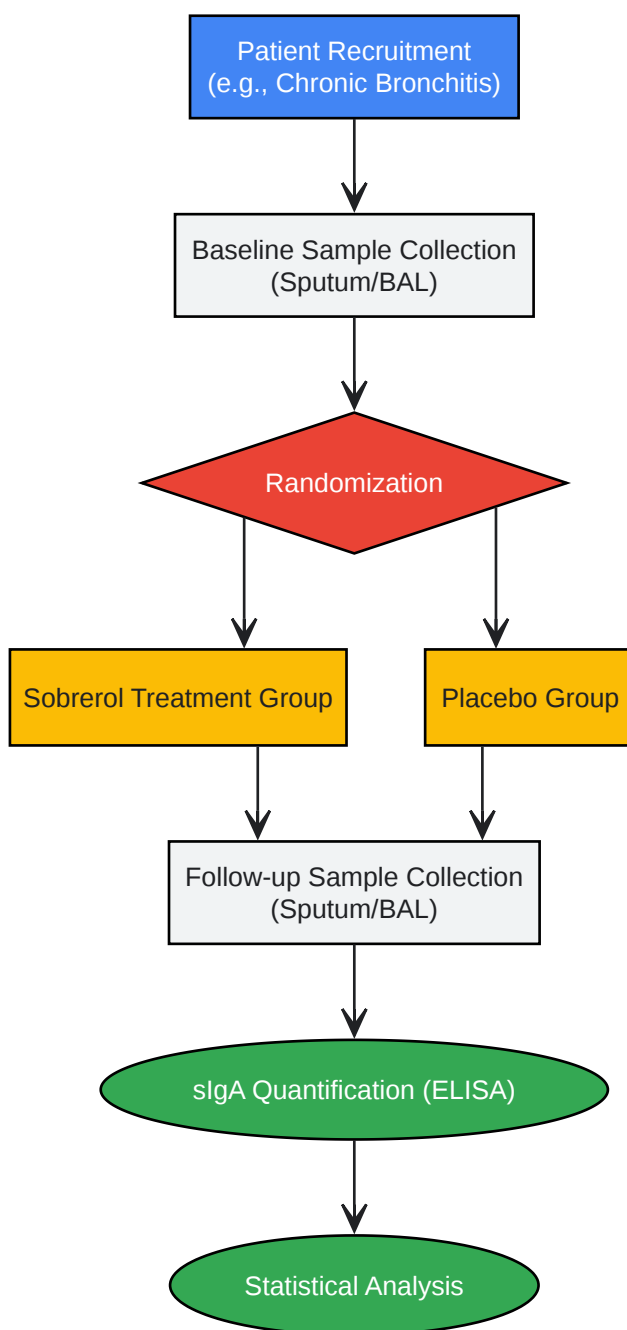 Patient Recruitment
(e.g., Chronic Bronchitis)
Baseline Sample Collection
(Sputum/BAL)
Randomization
Sobrerol Treatment Group
Placebo Group
Follow-up Sample Collection
(Sputum/BAL)
sIgA Quantification (ELISA)
Statistical Analysis